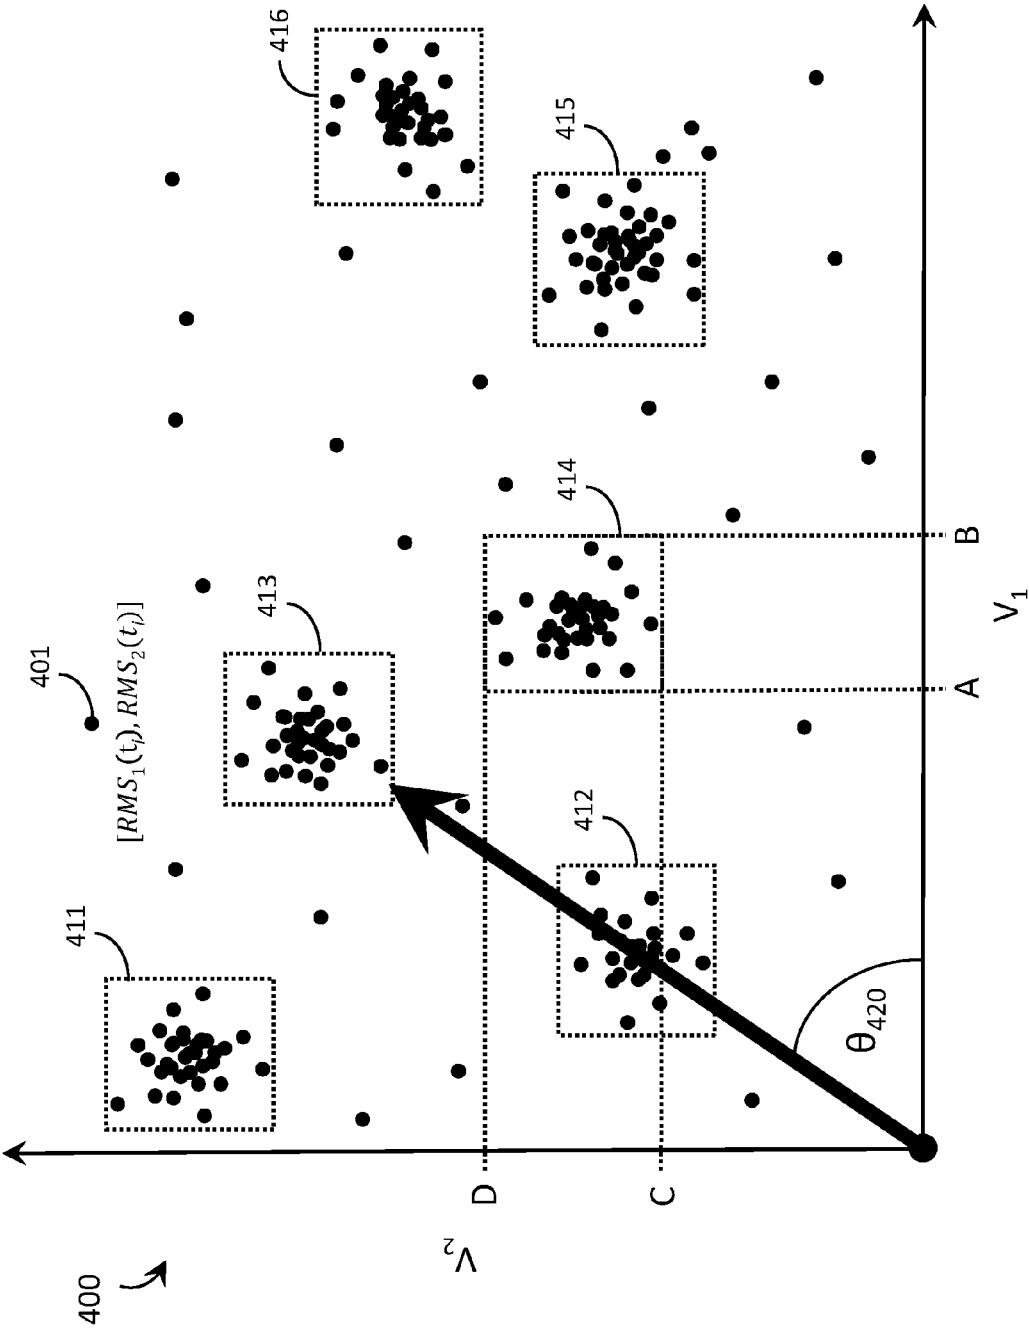 400
V₂
D
C
411
412
401
[RMS₁(tᵢ), RMS₂(tᵢ)]
413
414
415
416
θ₄₂₀
A
B
V₁